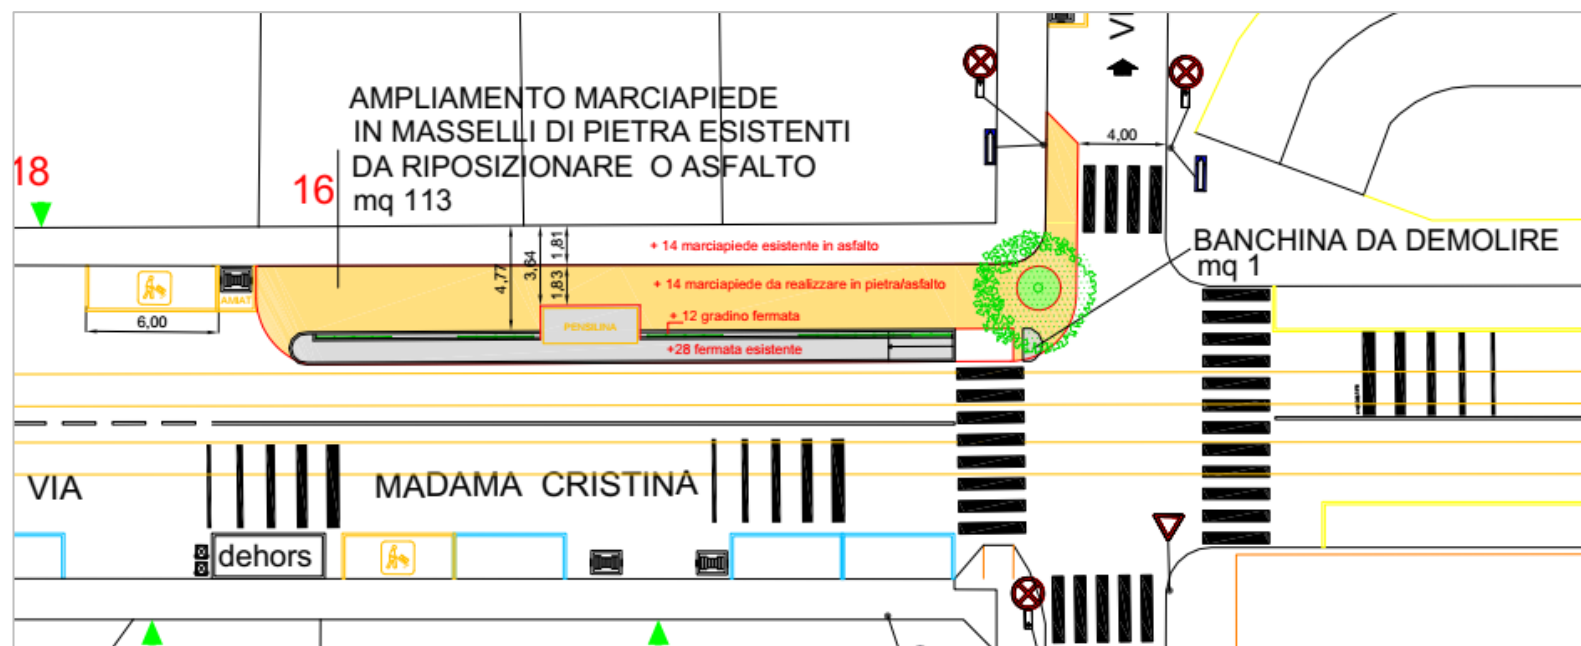 VI
AMPLIAMENTO MARCIAPIEDE
IN MASSELLI DI PIETRA ESISTENTI
DA RIPOSIZIONARE O ASFALTO
mq 113
18
16
4,00
BANCHINA DA DEMOLIRE
mq 1
+ 14 marciapiede esistente in asfalto
1,81
3,64
4,77
1,83
+ 14 marciapiede da realizzare in pietra/asfalto
AMIAT
6,00
+ 12 gradino fermata
PENSILINA
+28 fermata esistente
VIA MADAMA CRISTINA
dehors